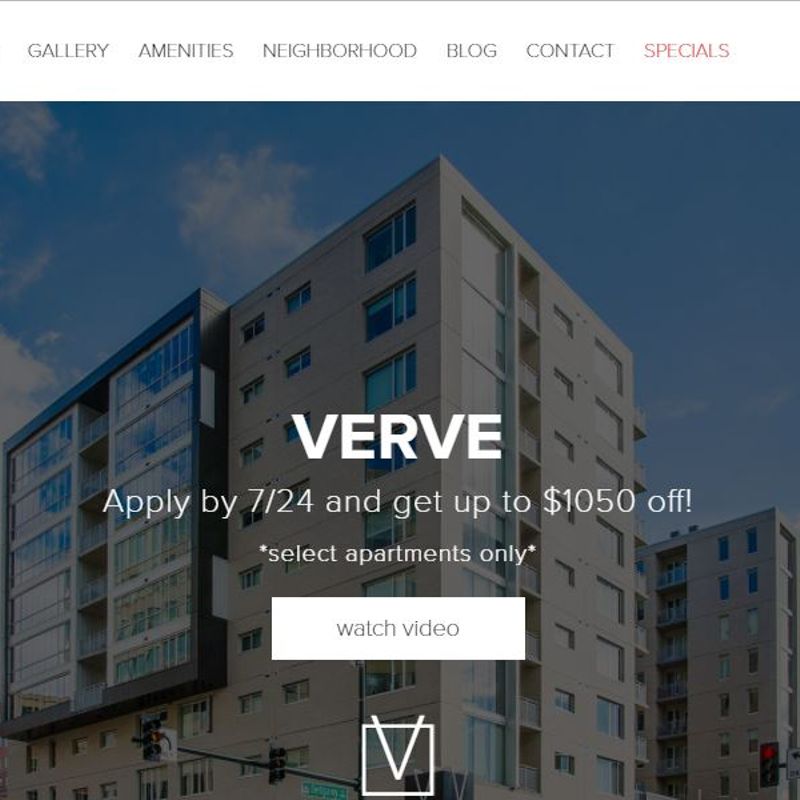 GALLERY AMENITIES NEIGHBORHOOD BLOG CONTACT SPECIALS
VERVE
Apply by 7/24 and get up to $1050 off!
*select apartments only*
watch video
V